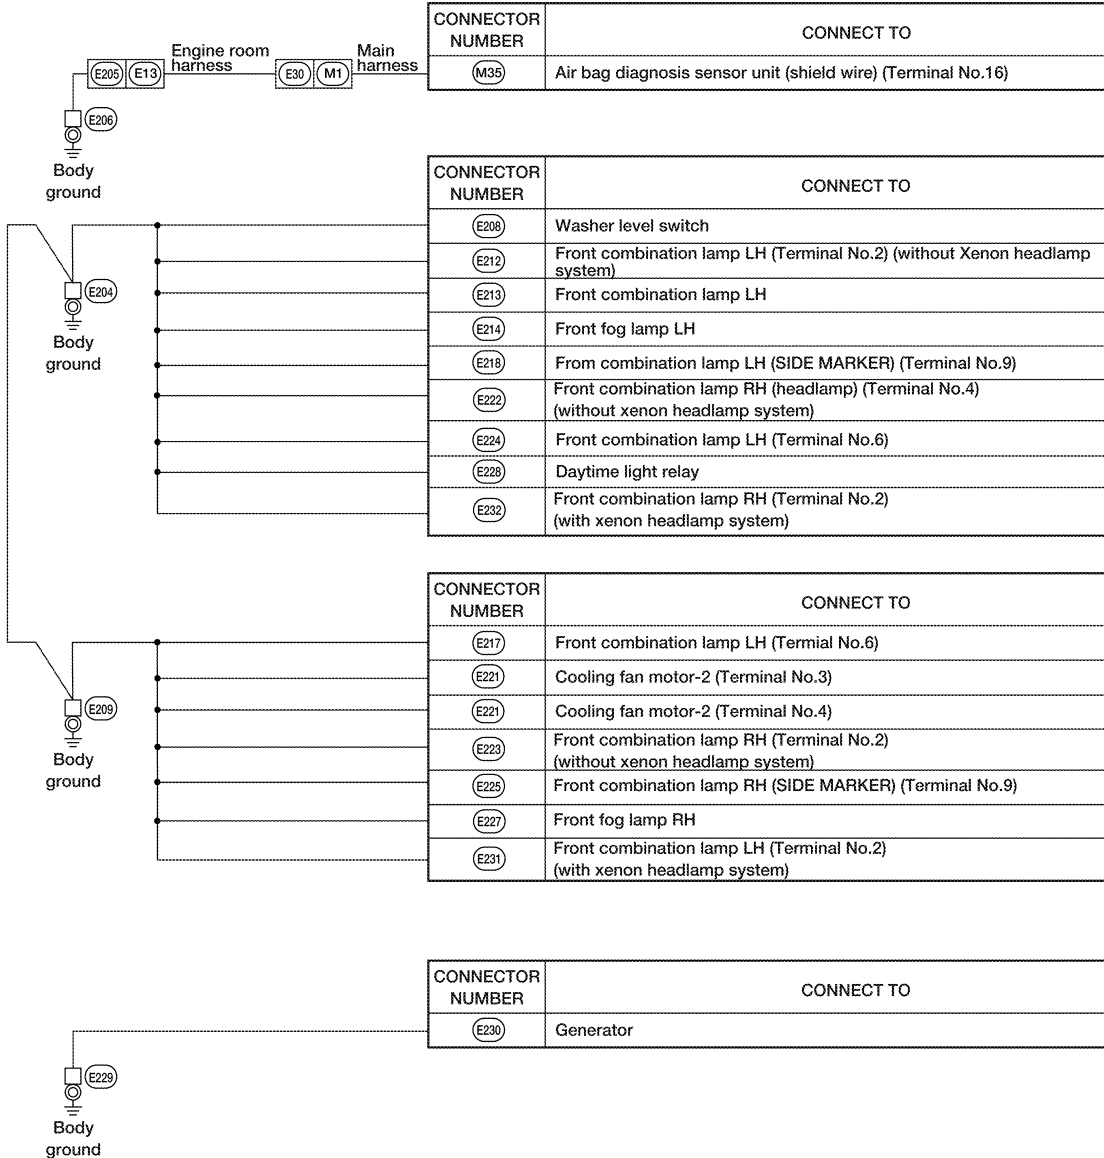 CONNECTOR
NUMBER
CONNECT TO
Engine room
harness
Main
harness
E205
E13
E30
M1
M35
Air bag diagnosis sensor unit (shield wire) (Terminal No.16)
E206
Body
ground
CONNECTOR
NUMBER
CONNECT TO
E208
Washer level switch
E212
Front combination lamp LH (Terminal No.2) (without Xenon headlamp
system)
E204
E213
Front combination lamp LH
Body
ground
E214
Front fog lamp LH
E218
From combination lamp LH (SIDE MARKER) (Terminal No.9)
E222
Front combination lamp RH (headlamp) (Terminal No.4)
(without xenon headlamp system)
E224
Front combination lamp LH (Terminal No.6)
E228
Daytime light relay
E232
Front combination lamp RH (Terminal No.2)
(with xenon headlamp system)
CONNECTOR
NUMBER
CONNECT TO
E217
Front combination lamp LH (Termial No.6)
E221
Cooling fan motor-2 (Terminal No.3)
E209
E221
Cooling fan motor-2 (Terminal No.4)
Body
ground
E223
Front combination lamp RH (Terminal No.2)
(without xenon headlamp system)
E225
Front combination lamp RH (SIDE MARKER) (Terminal No.9)
E227
Front fog lamp RH
E231
Front combination lamp LH (Terminal No.2)
(with xenon headlamp system)
CONNECTOR
NUMBER
CONNECT TO
E230
Generator
E229
Body
ground